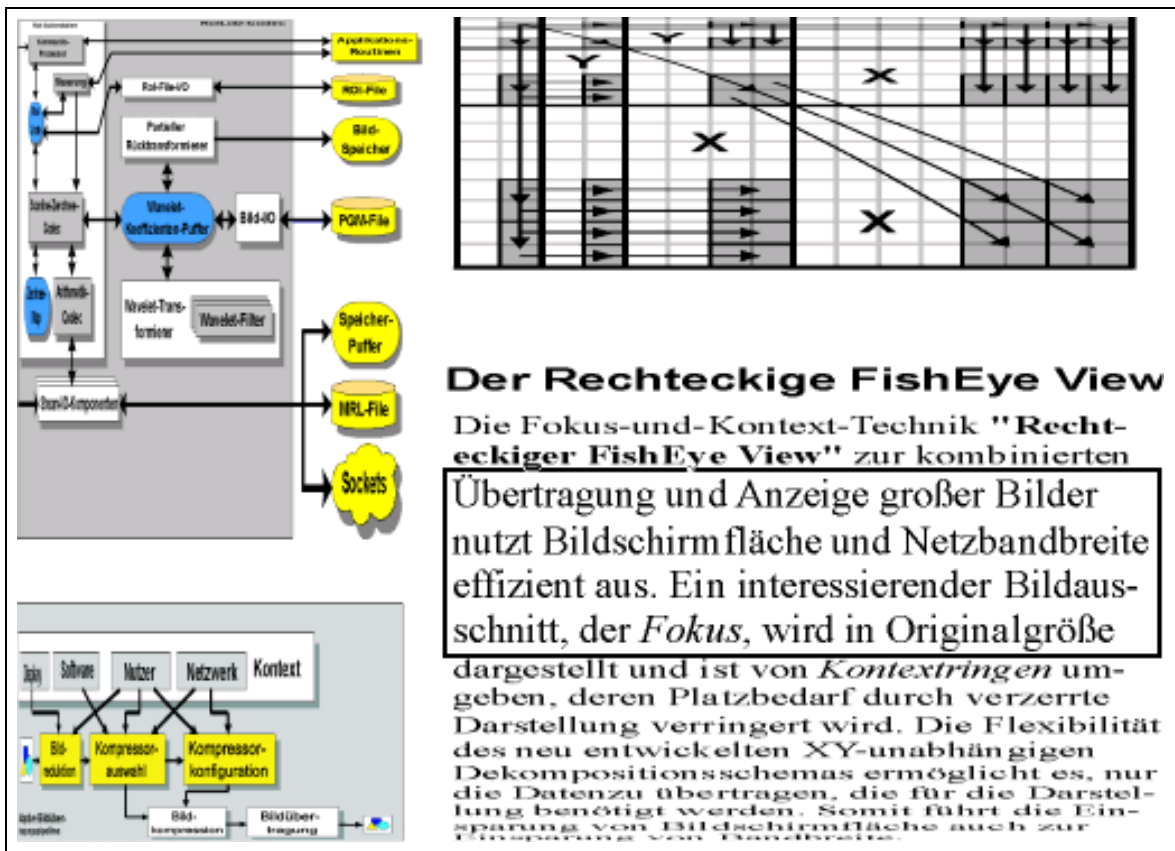 Applikations-
Routinen
Steuerung
RoI-File-I/O
ROI-File
Partieller
Rücktransformierer
Bild-
Speicher
Wavelet-
Koeffizienten-Puffer
Bild-I/O
PGM-File
Arithmetik-
Codec
Wavelet-Trans-
formierer
Wavelet-Filter
Speicher-
Puffer
MRL-File
Sockets
Y
Y
X
X
X
Der Rechteckige FishEye View
Die Fokus-und-Kontext-Technik "Recht-
eckiger FishEye View" zur kombinierten
Übertragung und Anzeige großer Bilder
nutzt Bildschirmfläche und Netzbandbreite
effizient aus. Ein interessierender Bildaus-
schnitt, der Fokus, wird in Originalgröße
dargestellt und ist von Kontextringen um-
geben, deren Platzbedarf durch verzerrte
Darstellung verringert wird. Die Flexibilität
des neu entwickelten XY-unabhängigen
Dekompositionsschemas ermöglicht es, nur
die Datenzu übertragen, die für die Darstel-
lung benötigt werden. Somit führt die Ein-
sparung von Bildschirmfläche auch zur
Einsparung von Bandbreite.
Display
Software
Nutzer
Netzwerk
Kontext
Bild-
reduktion
Kompressor-
auswahl
Kompressor-
konfiguration
Bild-
kompression
Bildüber-
tragung